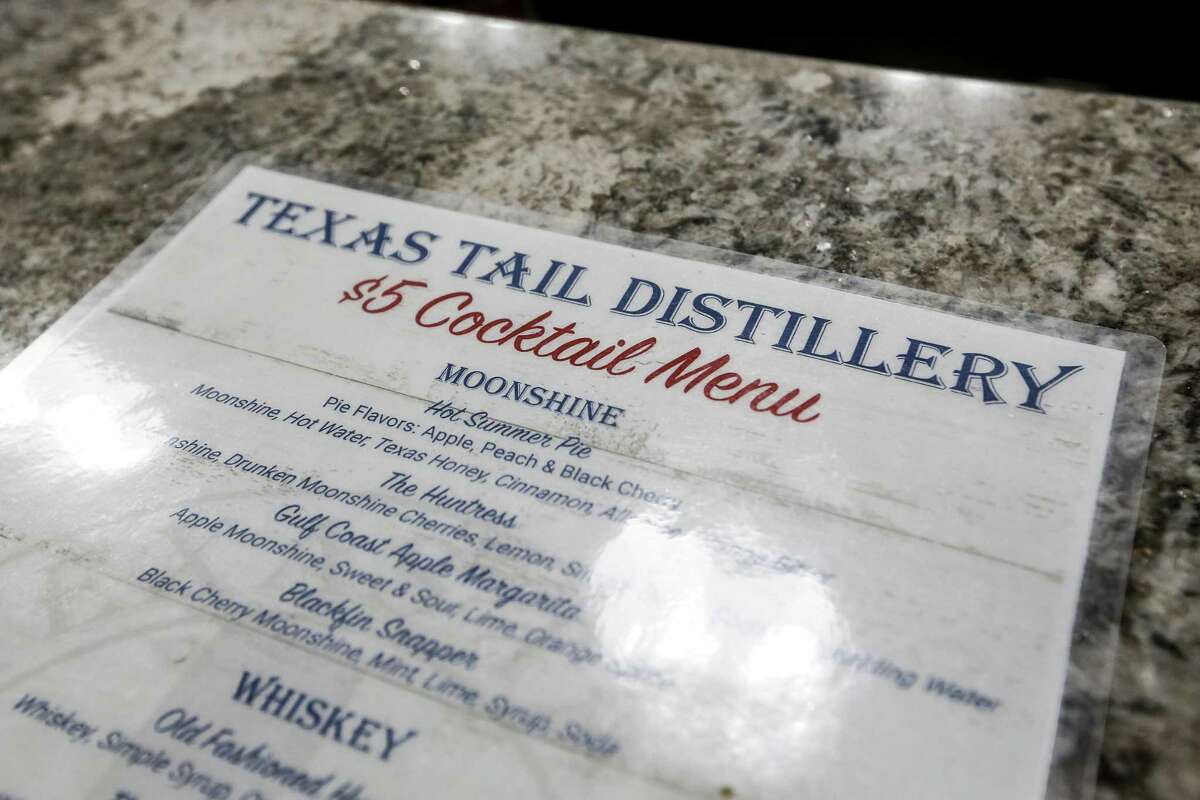 TEXAS TAIL DISTILLERY
$5 Cocktail Menu
MOONSHINE
Hot Summer Pie
Pie Flavors: Apple, Peach & Black Cherry
Moonshine, Hot Water, Texas Honey, Cinnamon,
The Huntress
Drunken Moonshine Cherries, Lemon, Water
Gulf Coast Apple Margarita
Apple Moonshine, Sweet & Sour, Lime, Orange
Blackfin Snapper
Black Cherry Moonshine, Mint, Lime, Syrup, Soda
WHISKEY
Old Fashioned
Whiskey, Simple Syrup,